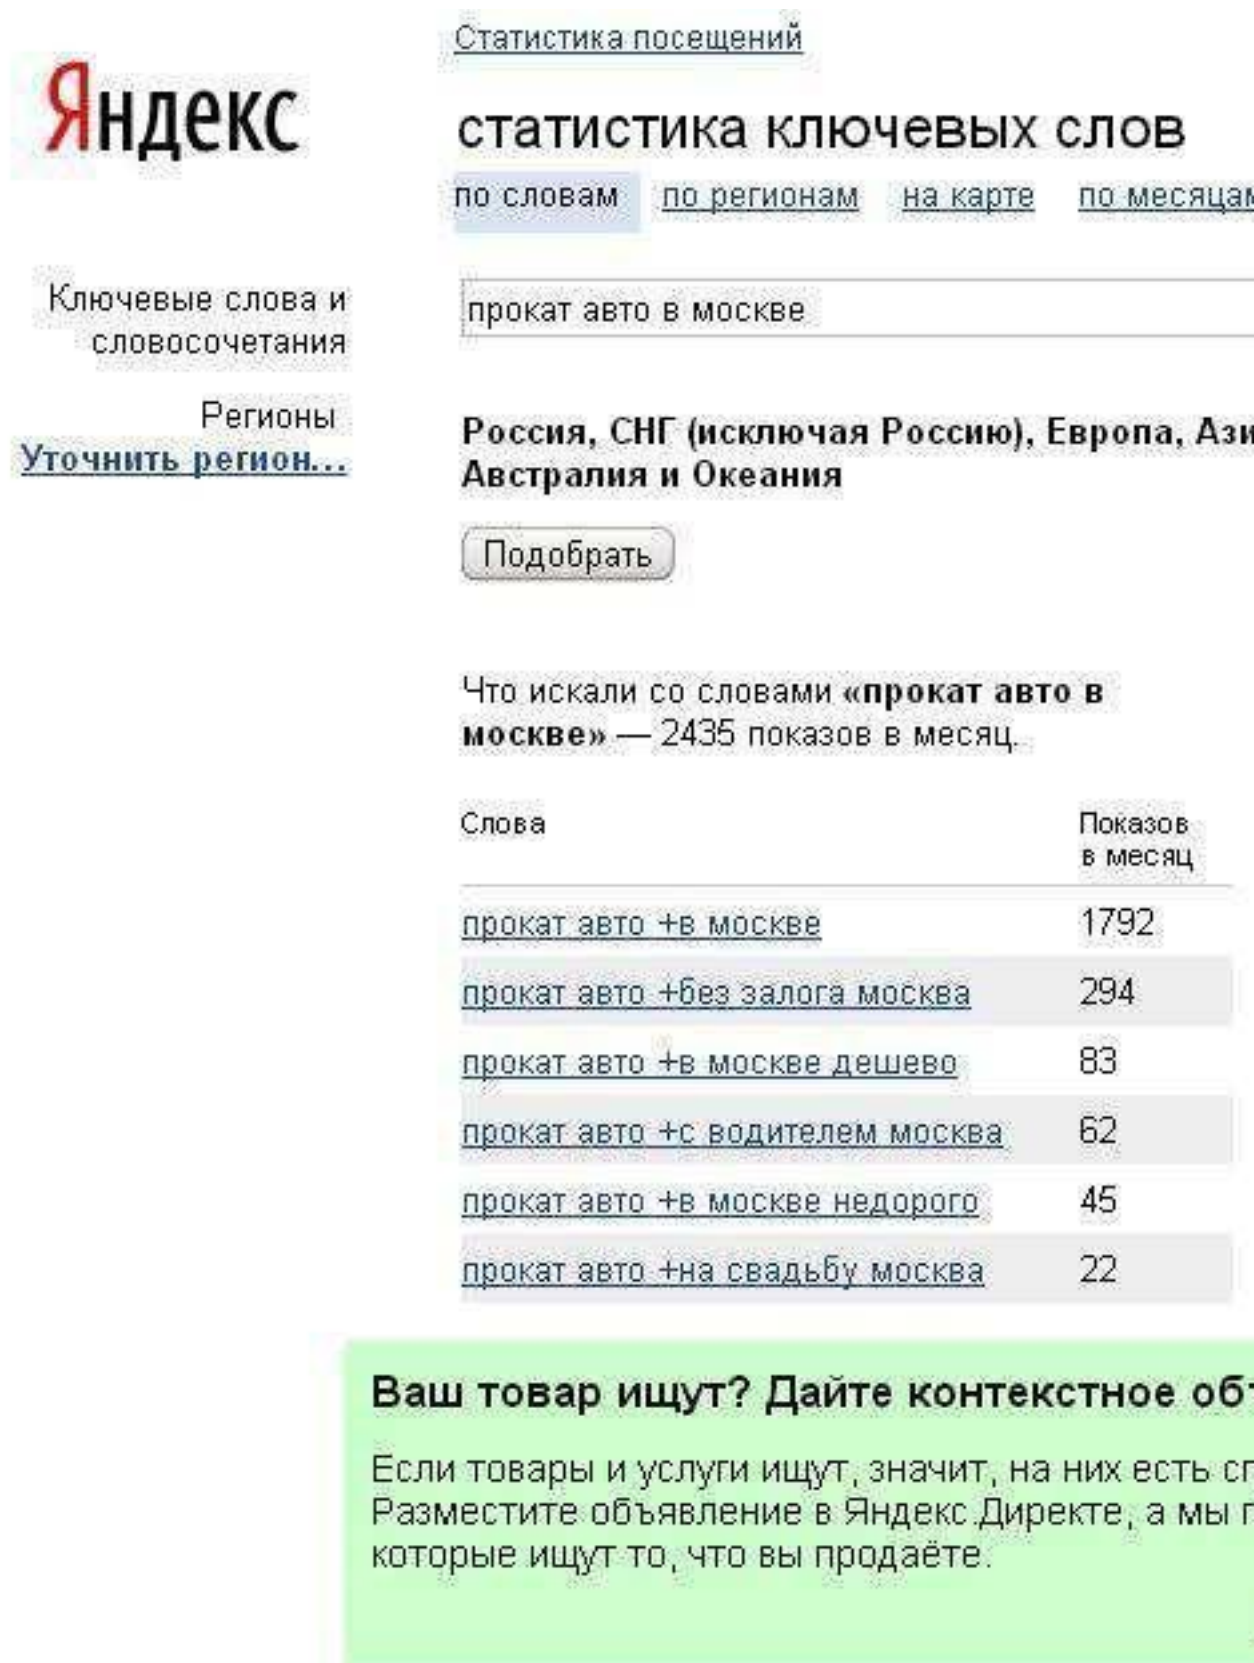 Статистика посещений
Яндекс
статистика ключевых слов
по словам по регионам на карте
Ключевые слова и
словосочетания
прокат авто в москве
Регионы
Уточнить регион...
Россия, СНГ (исключая Россию), Европа,
Австралия и Океания
Подобрать
Что искали со словами «прокат авто в
москве» — 2435 показов в месяц.
Слова Показов
в месяц
прокат авто +в москве 1792
прокат авто +без залога москва 294
прокат авто +в москве дешево 83
прокат авто +с водителем москва 62
прокат авто +в москве недорого 45
прокат авто +на свадьбу москва 22
Ваш товар ищут? Дайте контекстное
Если товары и услуги ищут, значит, на них есть
Разместите объявление в Яндекс.Директе, а мы
которые ищут то, что вы продаёте.